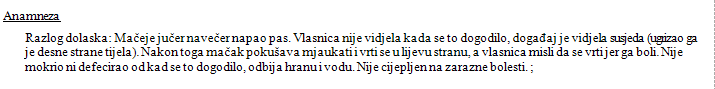 Anamneza
Razlog dolaska: Mačeje jučer navečer napao pas. Vlasnica nije vidjela kada se to dogodilo, događaj je vidjela susjeda (ugrizao ga
je desne strane tijela). Nakon toga mačak pokušava mjaukati i vrti se u lijevu stranu, a vlasnica misli da se vrti jer ga boli. Nije
mokrio ni defecirao od kad se to dogodilo, odbija hranu i vodu. Nije cijepljen na zarazne bolesti. ;